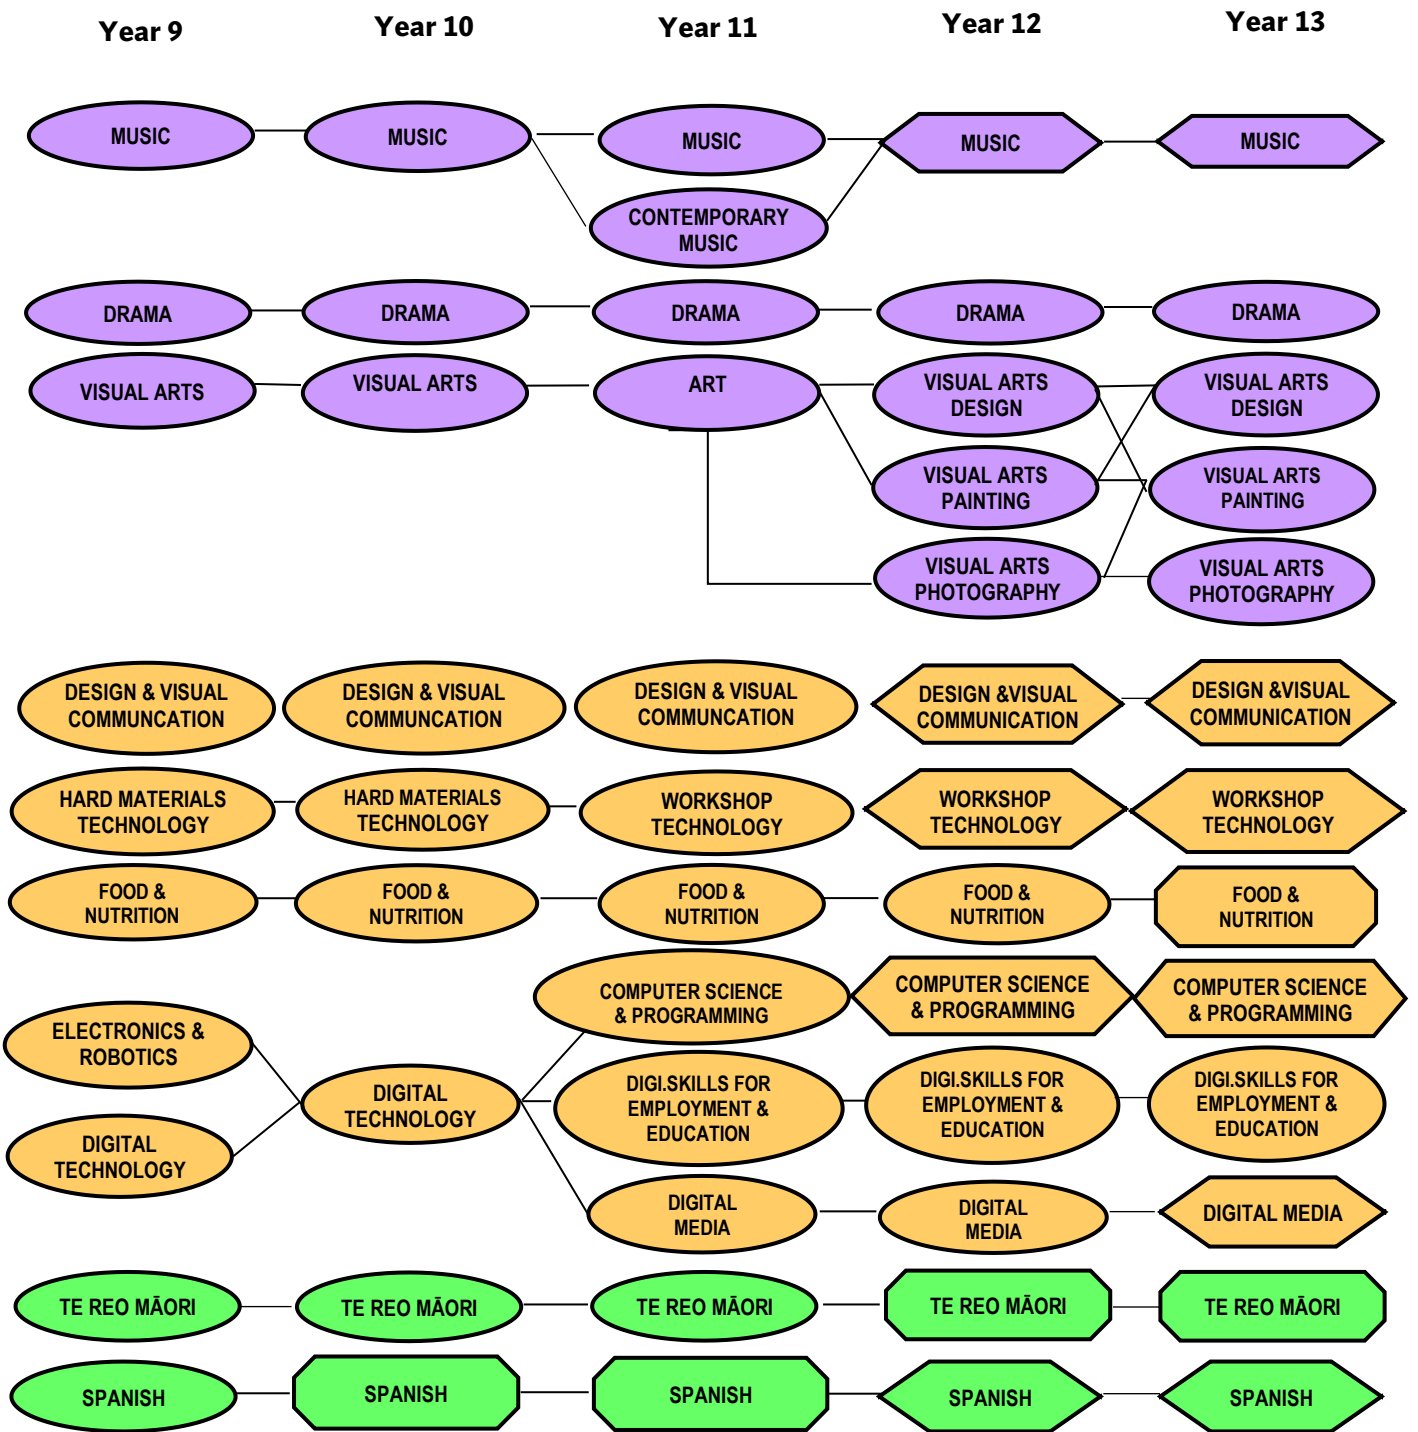 Year 9 Year 10 Year 11 Year 12 Year 13
MUSIC MUSIC MUSIC MUSIC MUSIC
CONTEMPORARY
MUSIC
DRAMA DRAMA DRAMA DRAMA DRAMA
VISUAL ARTS VISUAL ARTS ART VISUAL ARTS VISUAL ARTS
DESIGN DESIGN
VISUAL ARTS VISUAL ARTS
PAINTING PAINTING
VISUAL ARTS VISUAL ARTS
PHOTOGRAPHY PHOTOGRAPHY
DESIGN & VISUAL DESIGN & VISUAL DESIGN & VISUAL DESIGN &VISUAL DESIGN &VISUAL
COMMUNCATION COMMUNCATION COMMUNCATION COMMUNICATION COMMUNICATION
HARD MATERIALS HARD MATERIALS WORKSHOP WORKSHOP WORKSHOP
TECHNOLOGY TECHNOLOGY TECHNOLOGY TECHNOLOGY TECHNOLOGY
FOOD & FOOD & FOOD & FOOD & FOOD &
NUTRITION NUTRITION NUTRITION NUTRITION NUTRITION
COMPUTER SCIENCE COMPUTER SCIENCE COMPUTER SCIENCE
& PROGRAMMING & PROGRAMMING & PROGRAMMING
ELECTRONICS &
ROBOTICS
DIGITAL DIGI.SKILLS FOR DIGI.SKILLS FOR DIGI.SKILLS FOR
TECHNOLOGY EMPLOYMENT & EMPLOYMENT & EMPLOYMENT &
EDUCATION EDUCATION EDUCATION
DIGITAL
TECHNOLOGY
DIGITAL DIGITAL DIGITAL MEDIA
MEDIA MEDIA
TE REO MĀORI TE REO MĀORI TE REO MĀORI TE REO MĀORI TE REO MĀORI
SPANISH SPANISH SPANISH SPANISH SPANISH